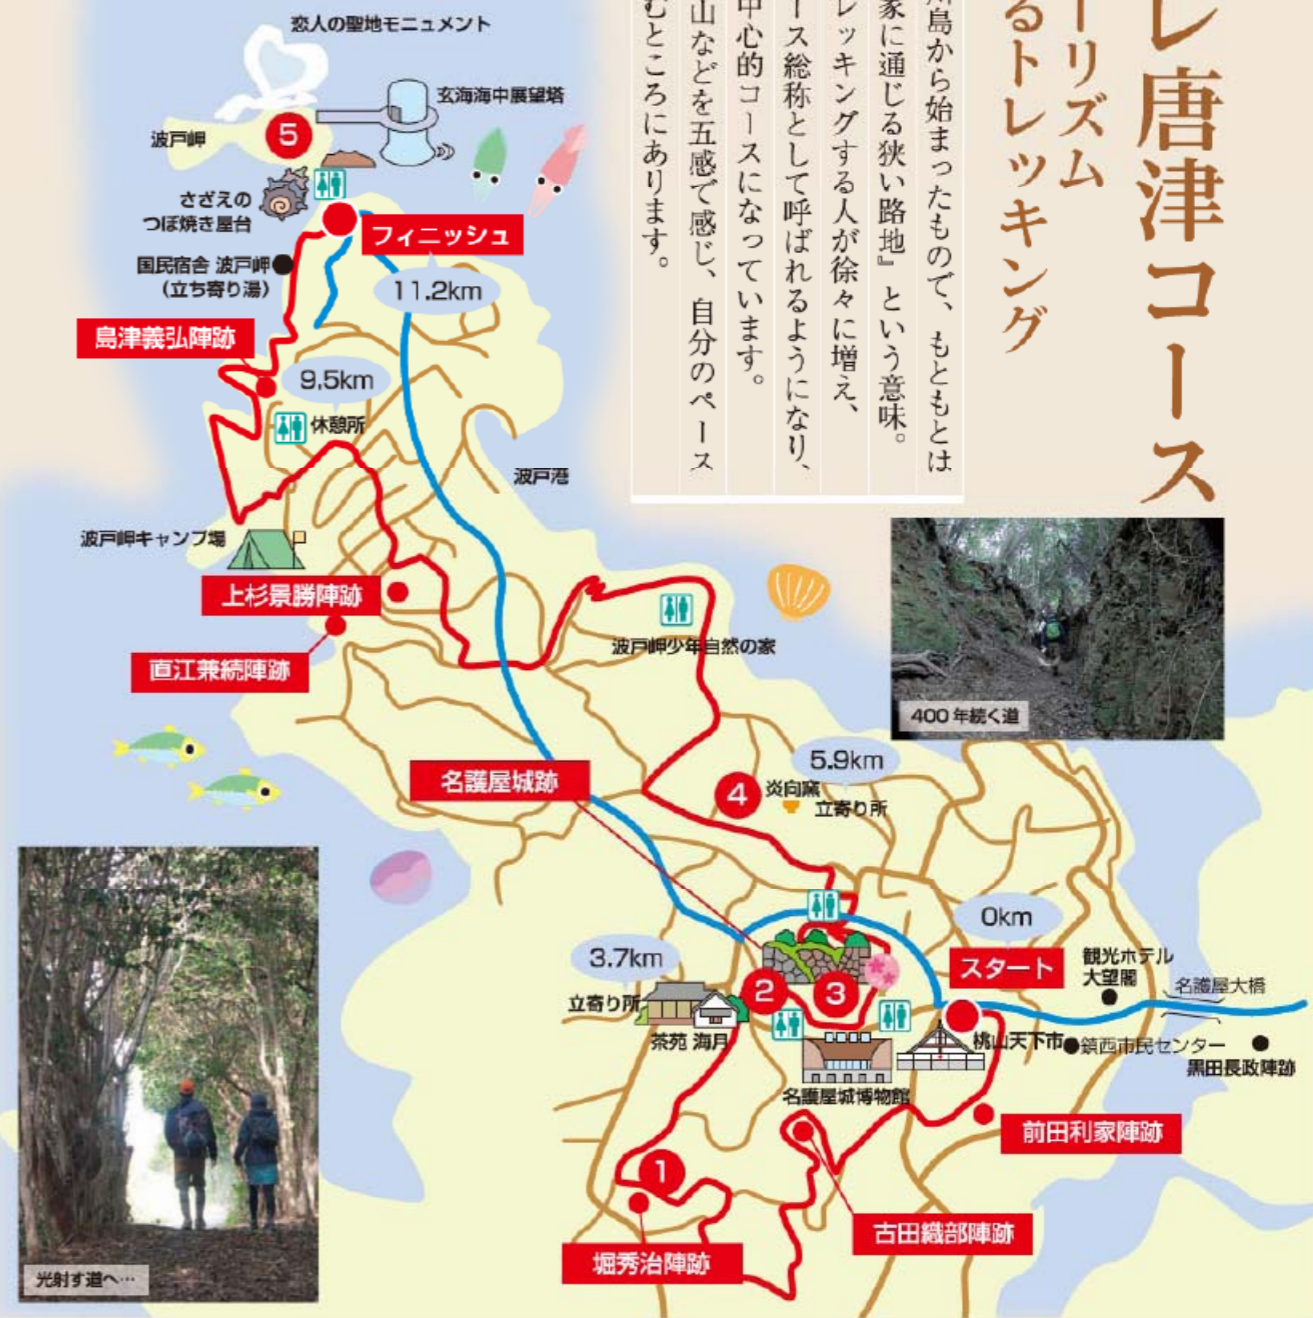 レ唐津コース
ーリズム
るトレッキング
島から始まったもので、もともとは
家に通じる狭い路地』という意味。
レッキングする人が徐々に増え、
ース総称として呼ばれるようになり、
中心的コースになっています。
山などを五感で感じ、自分のペース
むところにあります。
恋人の聖地モニュメント
玄海海中展望塔
波戸岬
5
さざえの
つぼ焼き屋台
フィニッシュ
国民宿舎 波戸岬
(立ち寄り湯)
11.2km
島津義弘陣跡
9.5km
休憩所
波戸港
波戸岬キャンプ場
上杉景勝陣跡
直江兼続陣跡
波戸岬少年自然の家
400年続く道
名護屋城跡
5.9km
4
炎向窯
立寄り所
0km
スタート
観光ホテル
大望閣
名護屋大橋
3.7km
立寄り所
茶苑 海月
2
3
桃山天下市
鎮西市民センター
黒田長政陣跡
名護屋城博物館
前田利家陣跡
1
古田織部陣跡
堀秀治陣跡
光射す道へ…